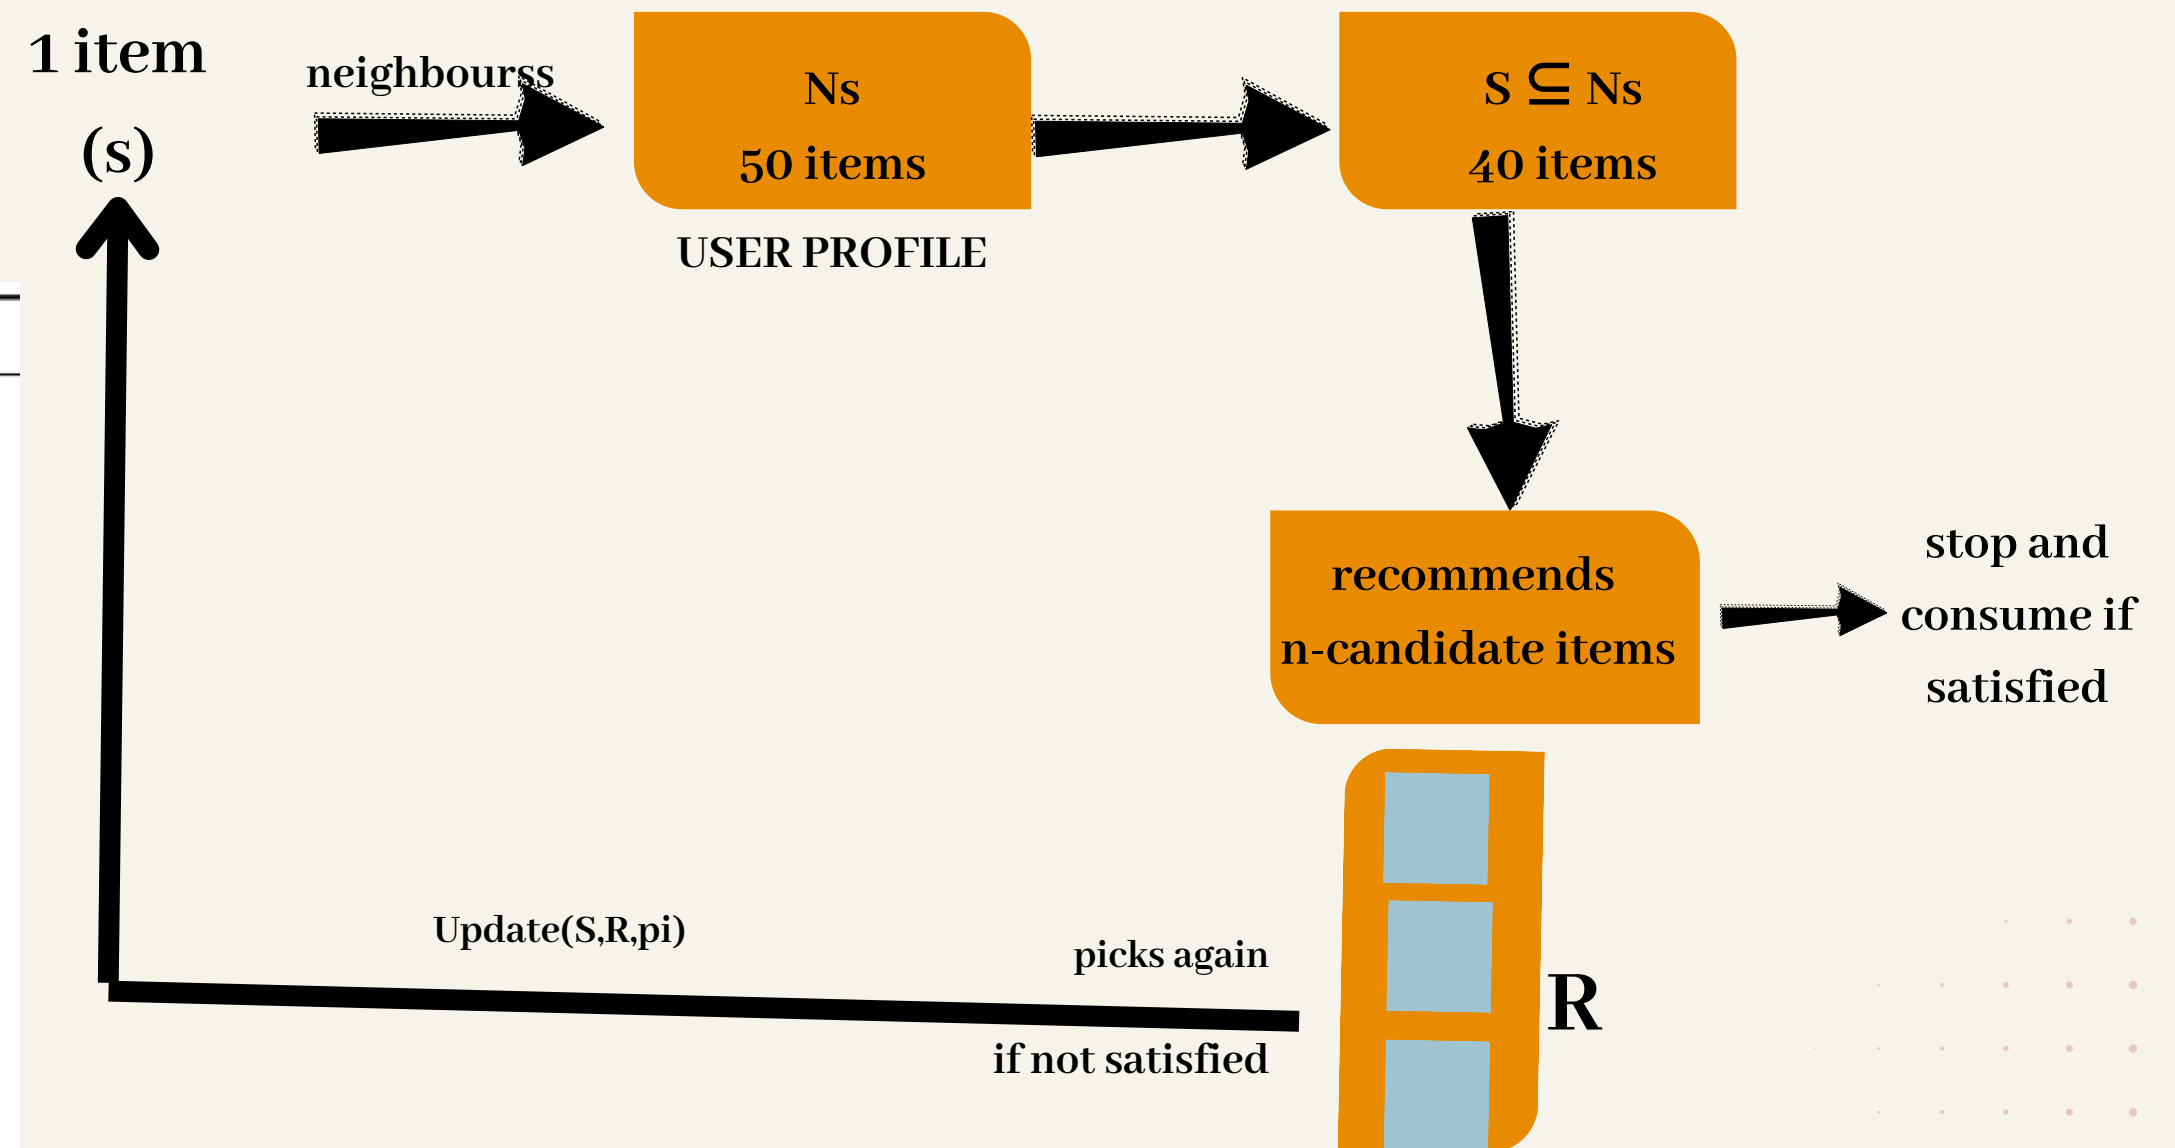 1 item
(s)
neighbourss
Ns
50 items
USER PROFILE
S ⊆ Ns
40 items
recommends
n-candidate items
stop and
consume if
satisfied
R
picks again
if not satisfied
Update(S,R,pi)